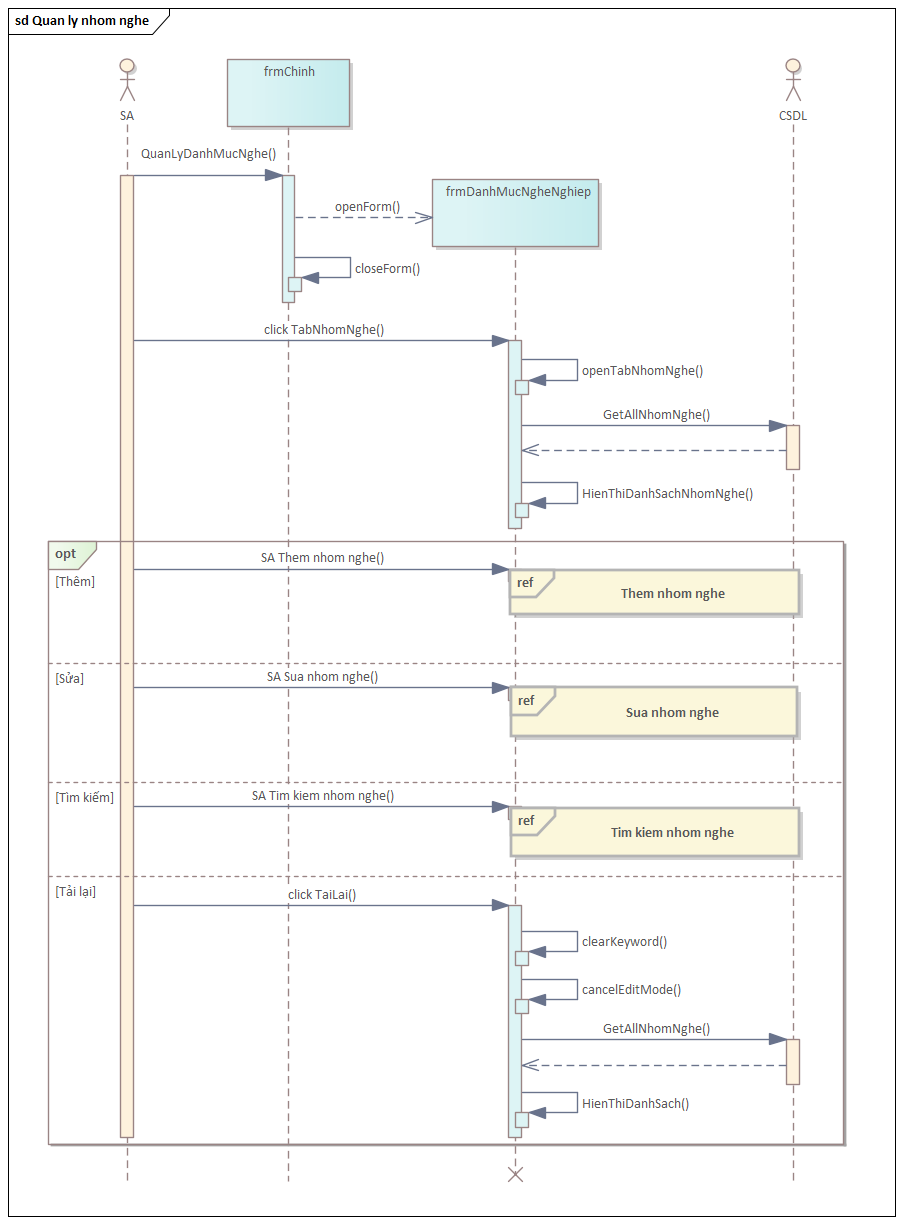 sd Quan ly nhom nghe
SA
frmChinh
CSDL
QuanLyDanhMucNghe()
frmDanhMucNgheNghiep
openForm()
closeForm()
click TabNhomNghe()
openTabNhomNghe()
GetAllNhomNghe()
HienThiDanhSachNhomNghe()
opt
SA Them nhom nghe()
[Thêm]
ref
Them nhom nghe
[Sửa]
SA Sua nhom nghe()
ref
Sua nhom nghe
[Tìm kiếm]
SA Tim kiem nhom nghe()
ref
Tim kiem nhom nghe
[Tải lại]
click TaiLai()
clearKeyword()
cancelEditMode()
GetAllNhomNghe()
HienThiDanhSach()